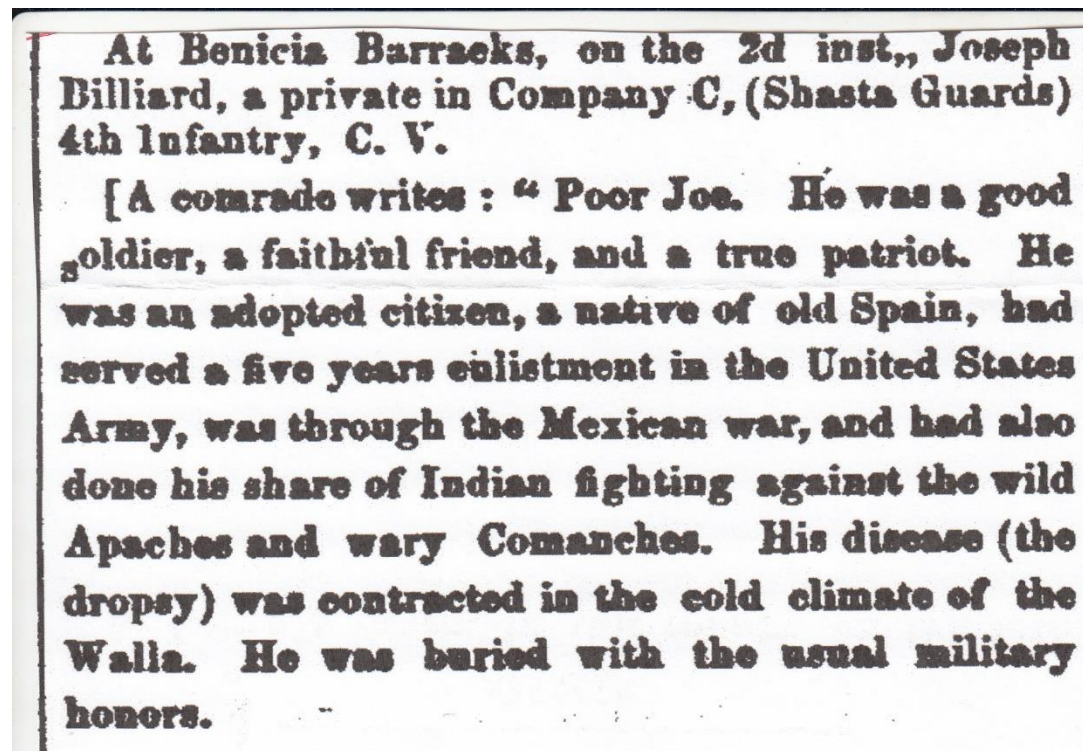 At Benicia Barracks, on the 2d inst,, Joseph
Billiard, a private in Company C, (Shasta Guards)
4th Infantry, C. V.
[A comrade writes : “ Poor Joe. He was a good
soldier, a faithful friend, and a true patriot. He
was an adopted citizen, a native of old Spain, had
served a five years enlistment in the United States
Army, was through the Mexican war, and had also
done his share of Indian fighting against the wild
Apaches and wary Comanches. His disease (the
dropsy) was contracted in the cold climate of the
Walla. He was buried with the usual military
honors.